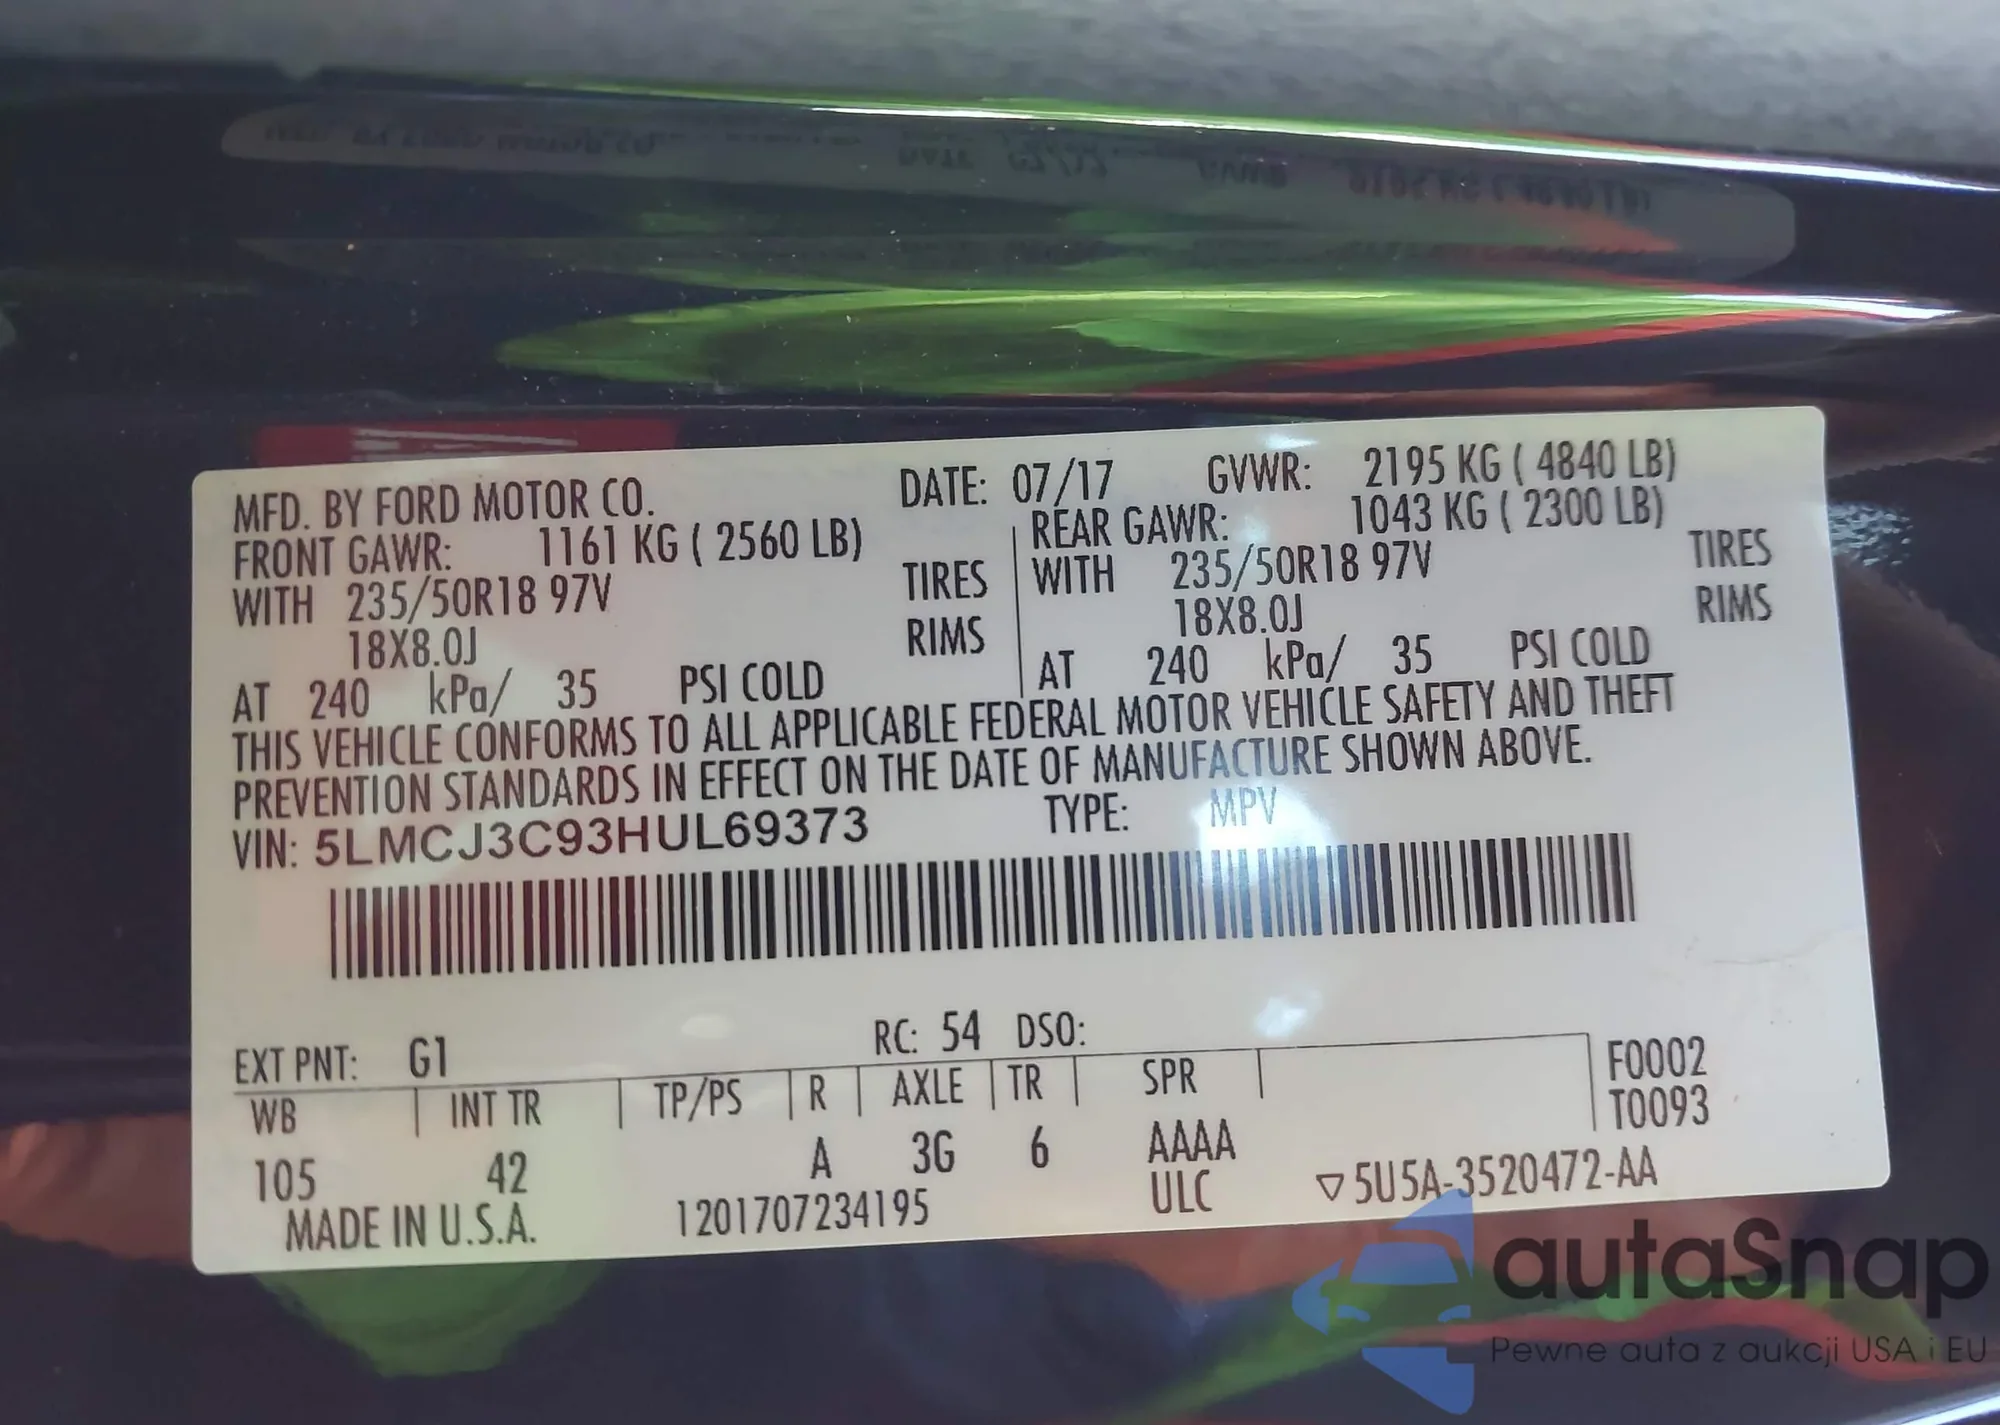 MFD. BY FORD MOTOR CO. DATE: 07/17 GVWR: 2195 KG ( 4840 LB)
FRONT GAWR: 1161 KG ( 2560 LB) REAR GAWR: 1043 KG ( 2300 LB)
WITH 235/50R18 97V TIRES WITH 235/50R18 97V TIRES
18X8.0J RIMS 18X8.0J RIMS
AT 240 kPa/ 35 PSI COLD AT 240 kPa/ 35 PSI COLD
THIS VEHICLE CONFORMS TO ALL APPLICABLE FEDERAL MOTOR VEHICLE SAFETY AND THEFT
PREVENTION STANDARDS IN EFFECT ON THE DATE OF MANUFACTURE SHOWN ABOVE.
VIN: 5LMCJ3C93HUL69373 TYPE: MPV
EXT PNT: G1 RC: 54 DSO:
WB INT TR TP/PS R AXLE TR SPR F0002
T0093
105 42 A 3G 6 AAAA
ULC ▽5U5A-3520472-AA
MADE IN U.S.A. 1201707234195
autaSnap
Pewne auta z aukcji USA i EU